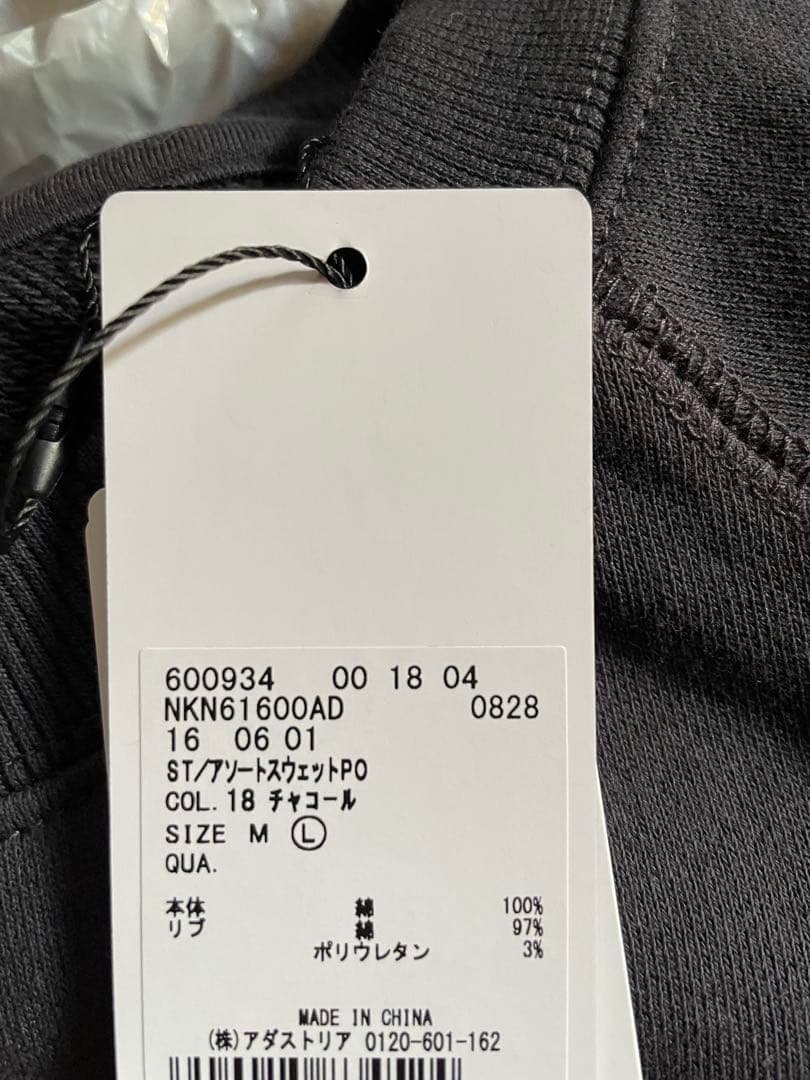 600934 00 18 04
NKN61600AD 0828
16 06 01
ST/アソートスウェットPO
COL.18 チャコール
SIZE M Ⓛ
QUA.
本体 綿 100%
リブ 綿 97%
ポリウレタン 3%
MADE IN CHINA
(株)アダストリア 0120-601-162